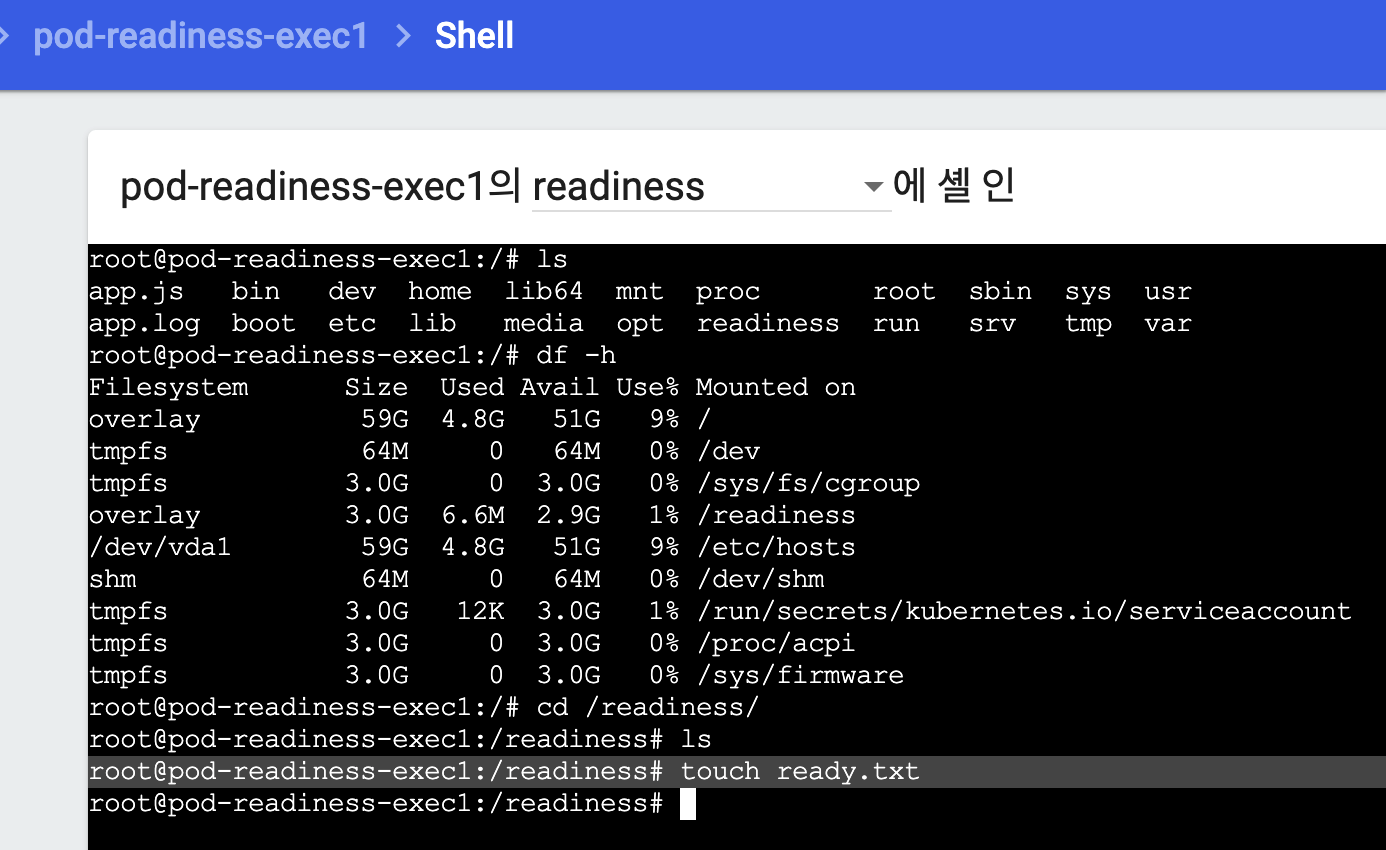 pod-readiness-exec1 > Shell
pod-readiness-exec1의 readiness 에 셸 인
root@pod-readiness-exec1:/# ls
app.js   bin   dev  home  lib64  mnt  proc       root  sbin  sys  usr
app.log  boot  etc  lib   media  opt  readiness  run   srv   tmp  var
root@pod-readiness-exec1:/# df -h
Filesystem      Size  Used Avail Use% Mounted on
overlay          59G  4.8G   51G   9% /
tmpfs            64M     0   64M   0% /dev
tmpfs           3.0G     0  3.0G   0% /sys/fs/cgroup
overlay         3.0G  6.6M  2.9G   1% /readiness
/dev/vda1        59G  4.8G   51G   9% /etc/hosts
shm              64M     0   64M   0% /dev/shm
tmpfs           3.0G   12K  3.0G   1% /run/secrets/kubernetes.io/serviceaccount
tmpfs           3.0G     0  3.0G   0% /proc/acpi
tmpfs           3.0G     0  3.0G   0% /sys/firmware
root@pod-readiness-exec1:/# cd /readiness/
root@pod-readiness-exec1:/readiness# ls
root@pod-readiness-exec1:/readiness# touch ready.txt
root@pod-readiness-exec1:/readiness#